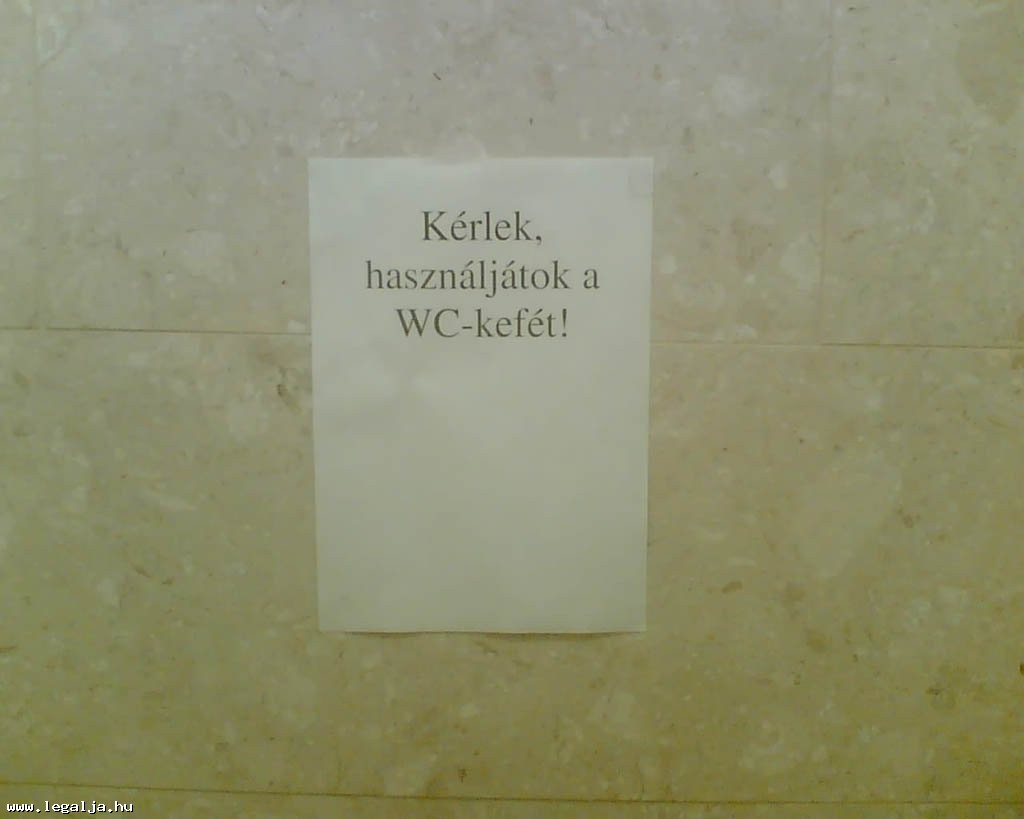 Kérlek,
használjátok a
WC-kefét!
www.legalja.hu